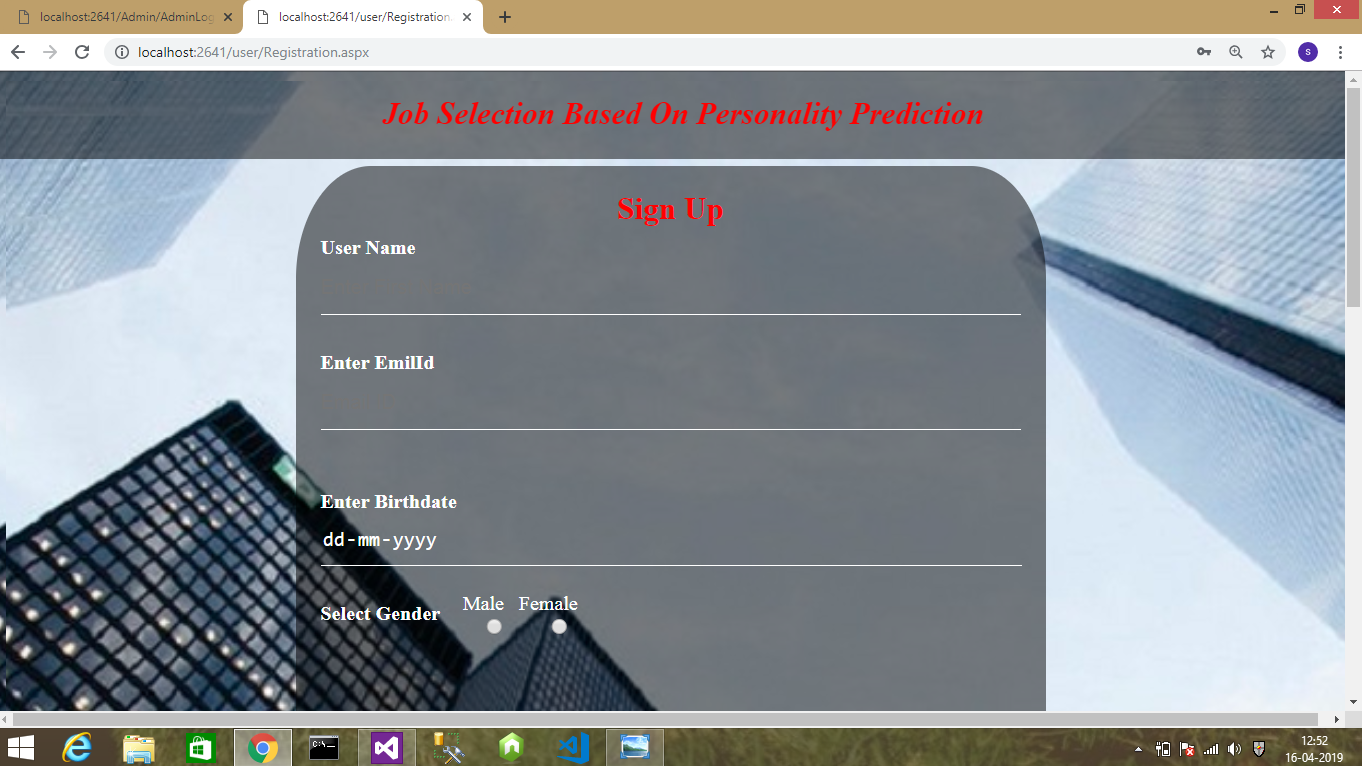 localhost:2641/Admin/AdminLog
localhost:2641/user/Registration.
localhost:2641/user/Registration.aspx
s
Job Selection Based On Personality Prediction
Sign Up
User Name
Enter EmilId
Enter Birthdate
dd-mm-yyyy
Select Gender
Male Female
12:52
16-04-2019